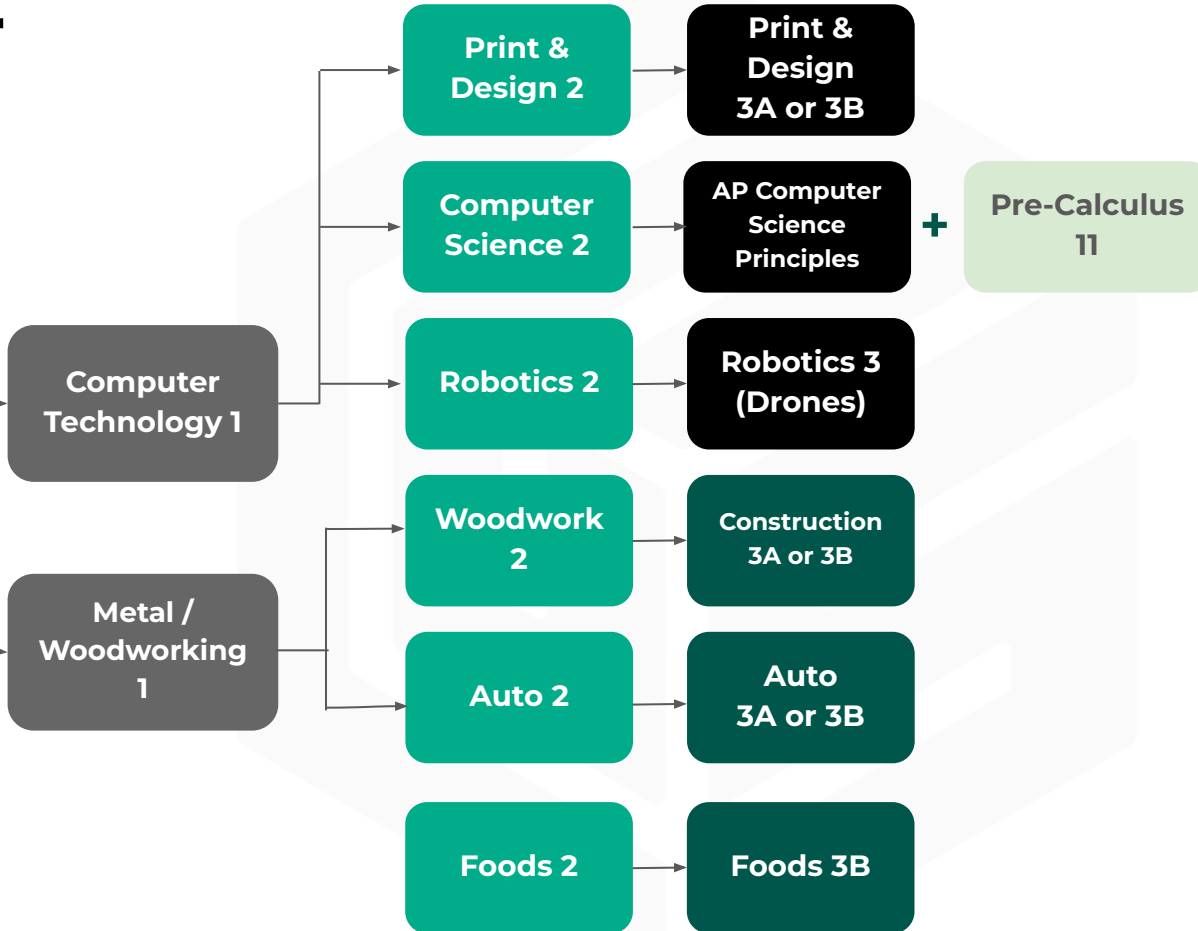 Print &
Design 2
Print &
Design
3A or 3B
Computer
Science 2
AP Computer
Science
Principles
+
Pre-Calculus
11
Computer
Technology 1
Robotics 2
Robotics 3
(Drones)
Woodwork
2
Construction
3A or 3B
Metal /
Woodworking
1
Auto 2
Auto
3A or 3B
Foods 2
Foods 3B